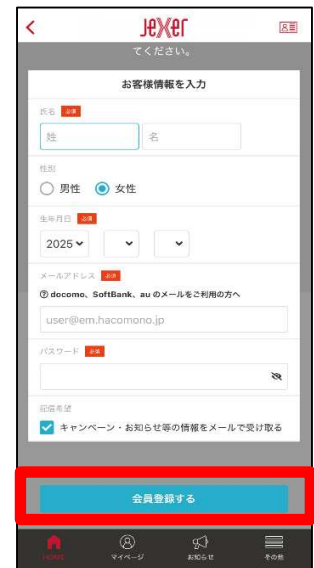 Jexer
てください。
お客様情報を入力
氏名 必須
姓 名
性別
男性 女性
生年月日 必須
2025
メールアドレス 必須
? docomo、SoftBank、au のメールをご利用の方へ
user@em.hacomono.jp
パスワード 必須
配信希望
キャンペーン・お知らせ等の情報をメールで受け取る
会員登録する
HOME マイページ お知らせ その他